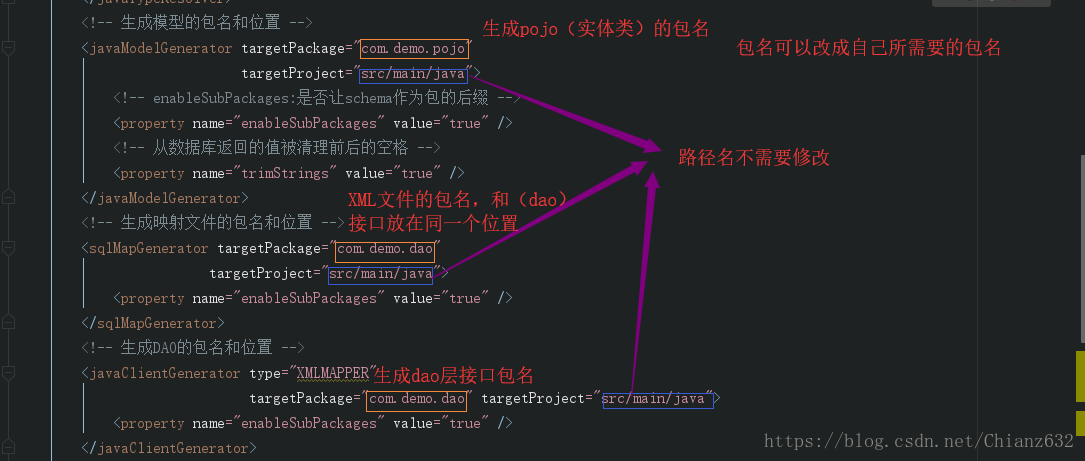 <!-- 生成模型的包名和位置 -->
生成pojo（实体类）的包名
<javaModelGenerator targetPackage="com.demo.pojo"
包名可以改成自己所需要的包名
targetProject="src/main/java">
<!-- enableSubPackages:是否让schema作为包的后缀 -->
<property name="enableSubPackages" value="true" />
<!-- 从数据库返回的值被清理前后的空格 -->
路径名不需要修改
<property name="trimStrings" value="true" />
</javaModelGenerator>
XML文件的包名，和（dao）
接口放在同一个位置
<!-- 生成映射文件的包名和位置 -->
<sqlMapGenerator targetPackage="com.demo.dao"
targetProject="src/main/java">
<property name="enableSubPackages" value="true" />
</sqlMapGenerator>
<!-- 生成DAO的包名和位置 -->
<javaClientGenerator type="XMLMAPPER"
生成dao层接口包名
targetPackage="com.demo.dao" targetProject="src/main/java">
<property name="enableSubPackages" value="true" />
</javaClientGenerator>
https://blog.csdn.net/Chianz632